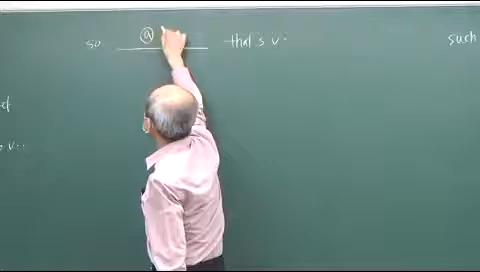 so ⓐ that s v ...
such